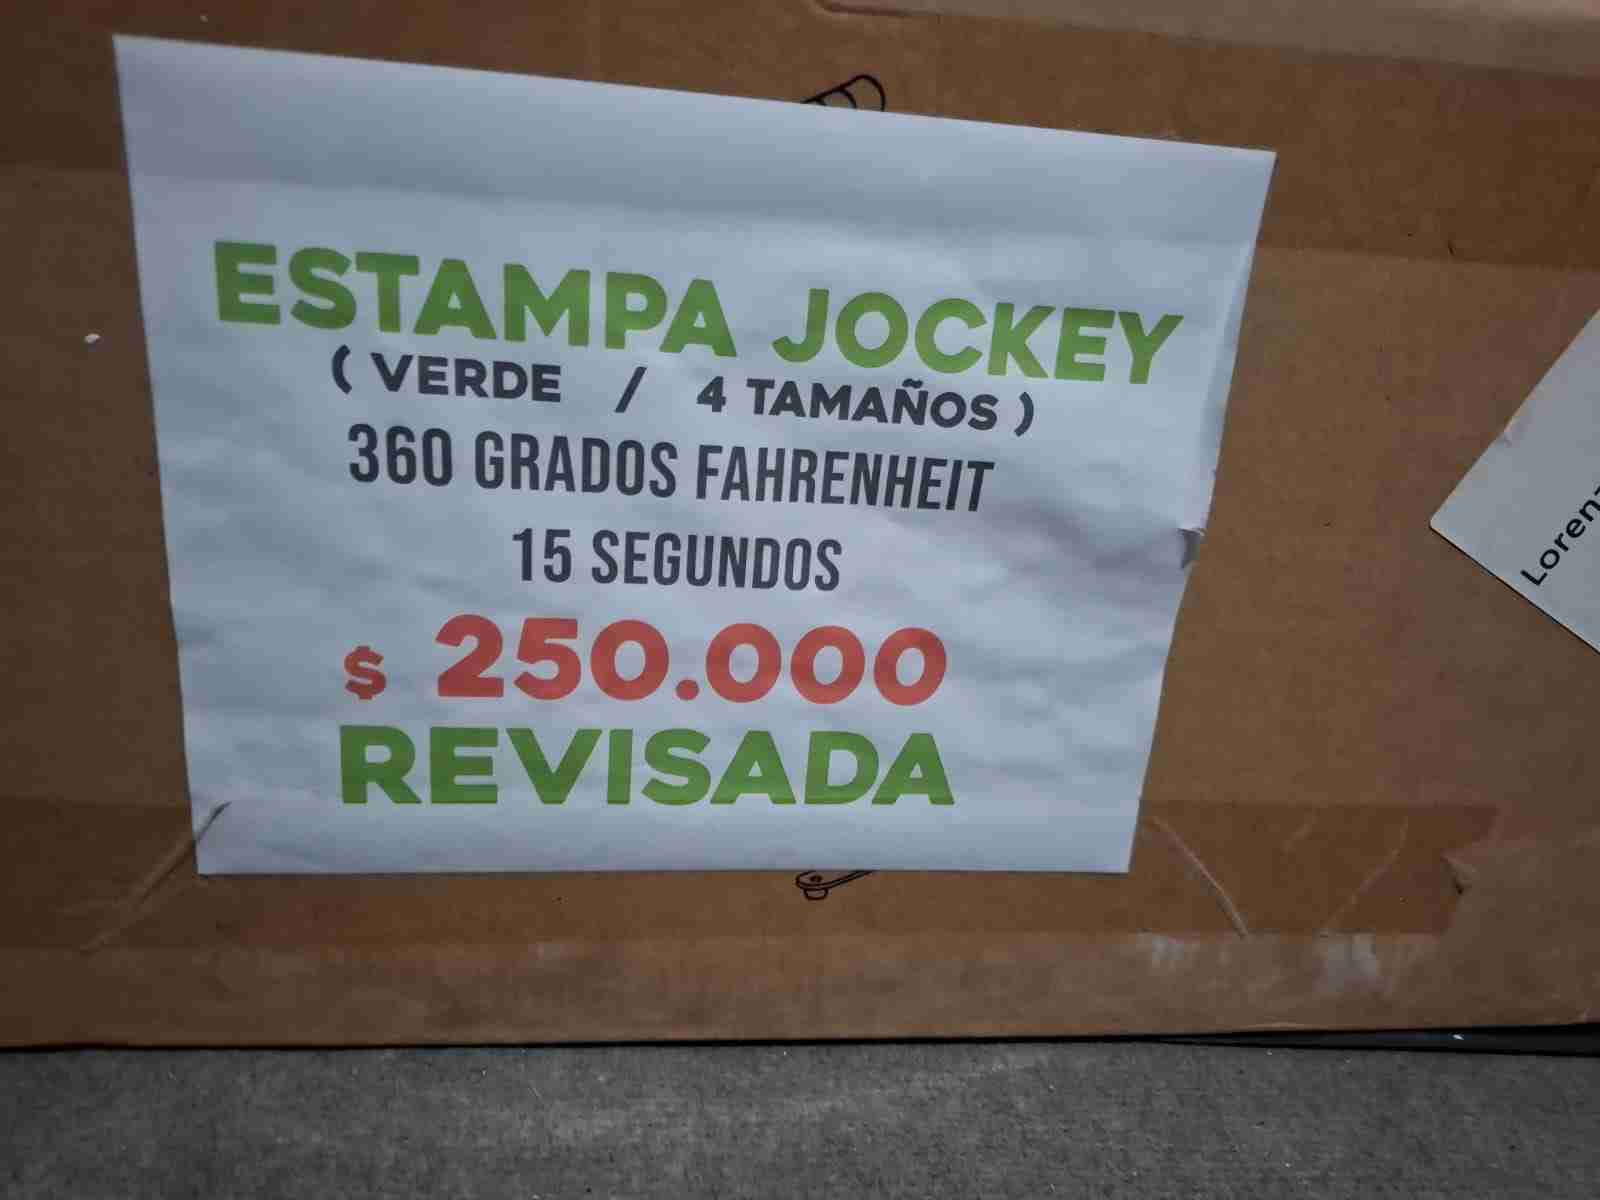 ESTAMPA JOCKEY
( VERDE / 4 TAMAÑOS )
360 GRADOS FAHRENHEIT
15 SEGUNDOS
$ 250.000
REVISADA